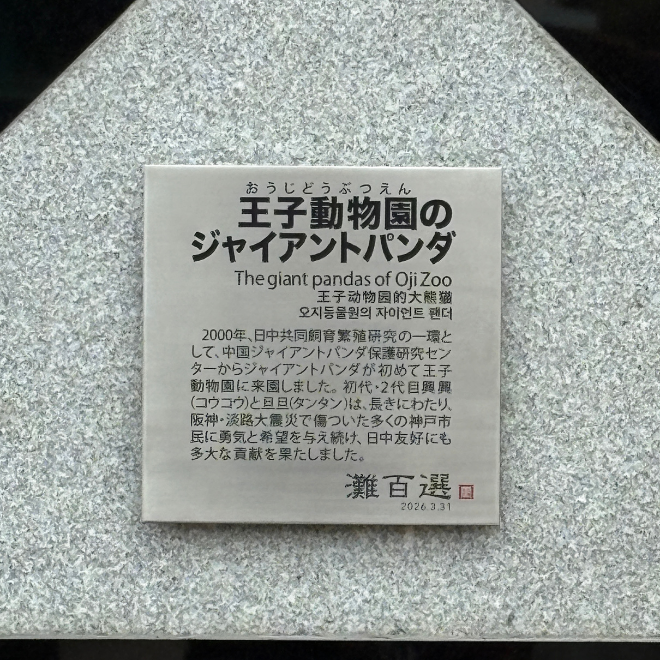 おうじどうぶつえん
王子動物園の
ジャイアントパンダ
The giant pandas of Oji Zoo
王子动物园的大熊猫
오지동물원의 자이언트 팬더
2000年、日中共同飼育繁殖研究の一環と
して、中国ジャイアントパンダ保護研究セン
ターからジャイアントパンダが初めて王子
動物園に来園しました。初代・2代目興興
(コウコウ)と旦旦(タンタン)は、長きにわたり、
阪神・淡路大震災で傷ついた多くの神戸市
民に勇気と希望を与え続け、日中友好にも
多大な貢献を果たしました。
灘百選
2026.3.31